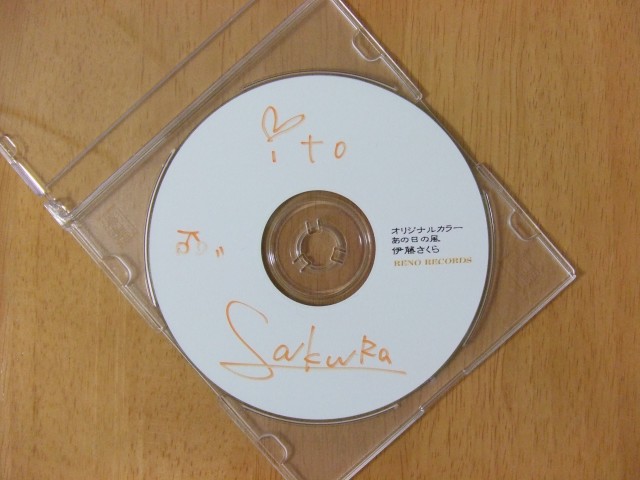 ito
オリジナルカラー
あの日の風
伊藤さくら
RENO RECORDS
Sakura